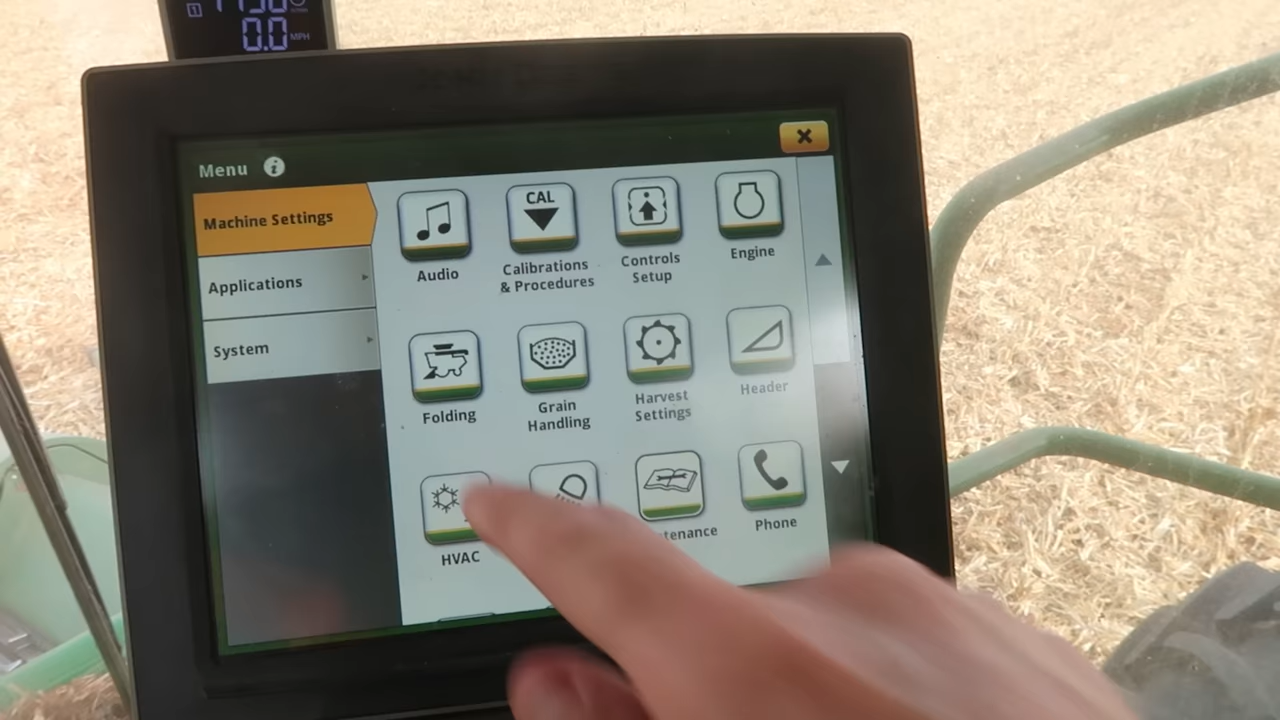 1
0.0 MPH
Menu
Machine Settings
Applications
System
Audio
CAL
Calibrations
& Procedures
Controls
Setup
Engine
Folding
Grain
Handling
Harvest
Settings
Header
HVAC
Phone